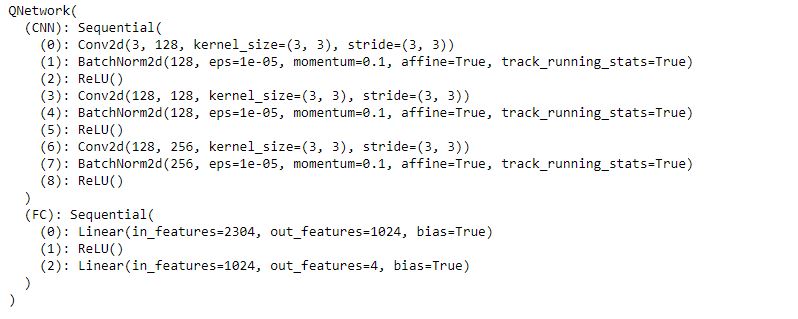 QNetwork(
(CNN): Sequential(
(0): Conv2d(3, 128, kernel_size=(3, 3), stride=(3, 3))
(1): BatchNorm2d(128, eps=1e-05, momentum=0.1, affine=True, track_running_stats=True)
(2): ReLU()
(3): Conv2d(128, 128, kernel_size=(3, 3), stride=(3, 3))
(4): BatchNorm2d(128, eps=1e-05, momentum=0.1, affine=True, track_running_stats=True)
(5): ReLU()
(6): Conv2d(128, 256, kernel_size=(3, 3), stride=(3, 3))
(7): BatchNorm2d(256, eps=1e-05, momentum=0.1, affine=True, track_running_stats=True)
(8): ReLU()
)
(FC): Sequential(
(0): Linear(in_features=2304, out_features=1024, bias=True)
(1): ReLU()
(2): Linear(in_features=1024, out_features=4, bias=True)
)
)